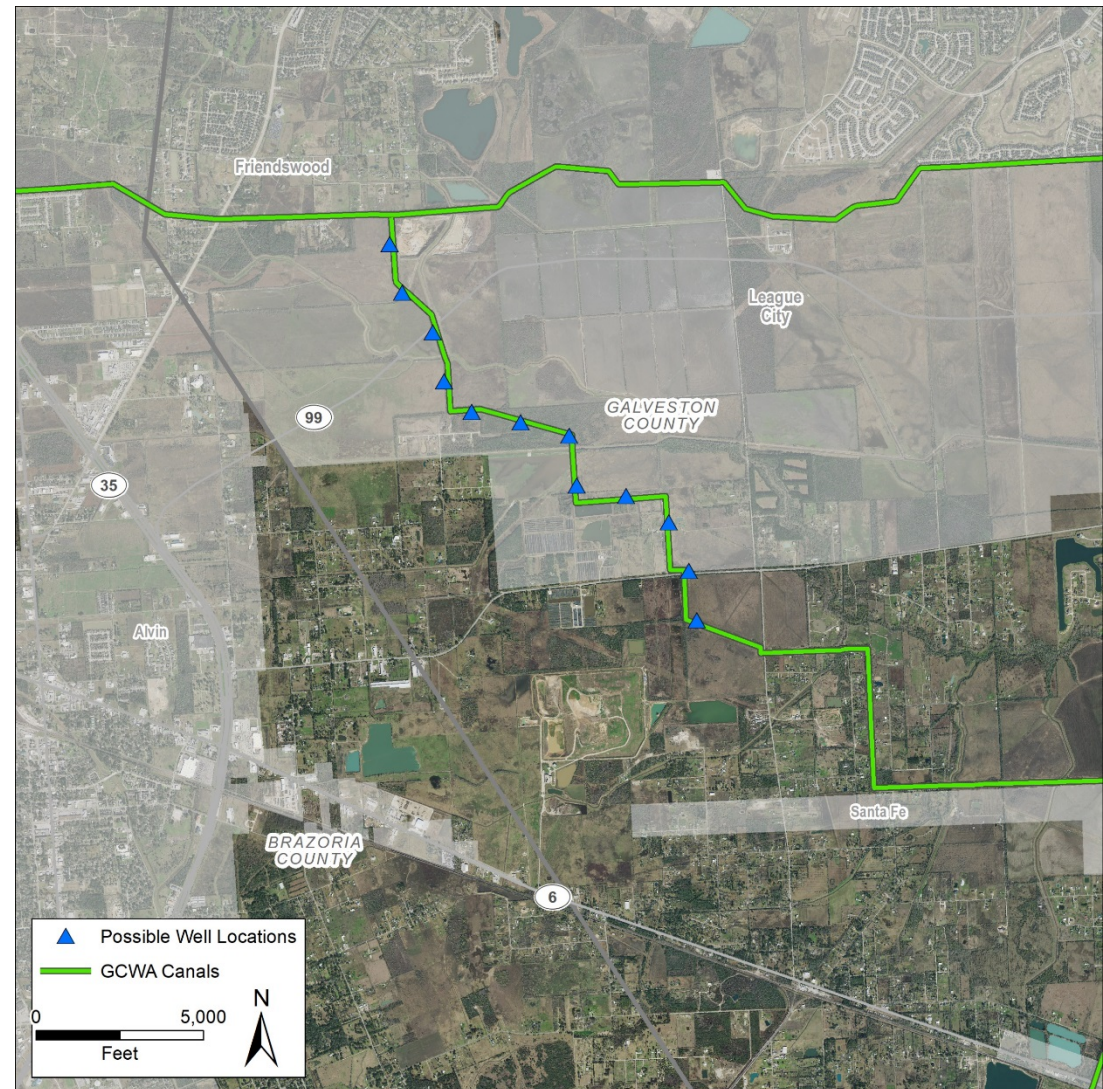 Friendswood
League
City
GALVESTON
COUNTY
99
35
Alvin
Santa Fe
BRAZORIA
COUNTY
6
Possible Well Locations
GCWA Canals
0 5,000
Feet
N